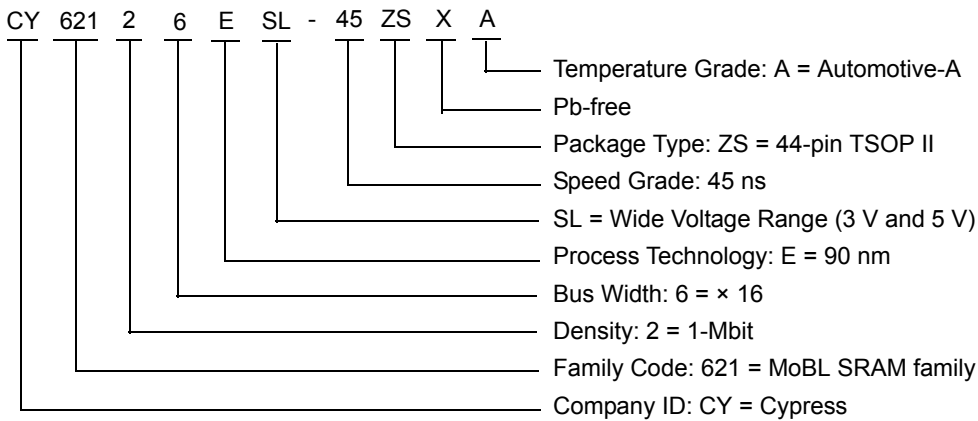 CY 621 2 6 E SL - 45 ZS X A
Temperature Grade: A = Automotive-A
Pb-free
Package Type: ZS = 44-pin TSOP II
Speed Grade: 45 ns
SL = Wide Voltage Range (3 V and 5 V)
Process Technology: E = 90 nm
Bus Width: 6 = × 16
Density: 2 = 1-Mbit
Family Code: 621 = MoBL SRAM family
Company ID: CY = Cypress